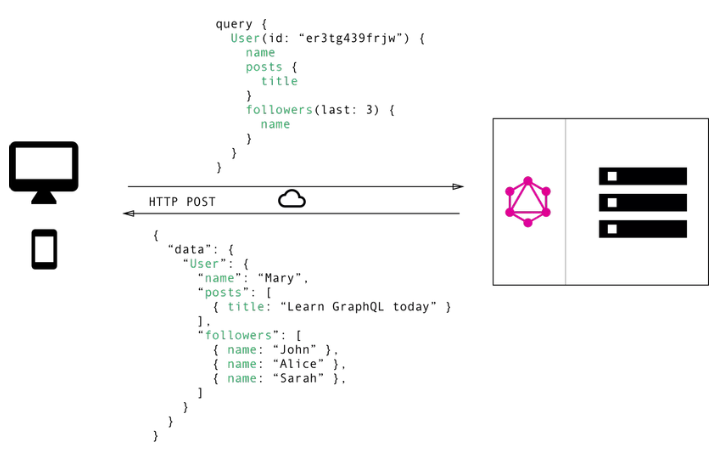 query {
  User(id: “er3tg439frjw”) {
    name
    posts {
      title
    }
    followers(last: 3) {
      name
    }
  }
}
HTTP POST
{
  “data”: {
    “User”: {
      “name”: “Mary”,
      “posts”: [
        { title: “Learn GraphQL today” }
      ],
      “followers”: [
        { name: “John” },
        { name: “Alice” },
        { name: “Sarah” },
      ]
    }
  }
}